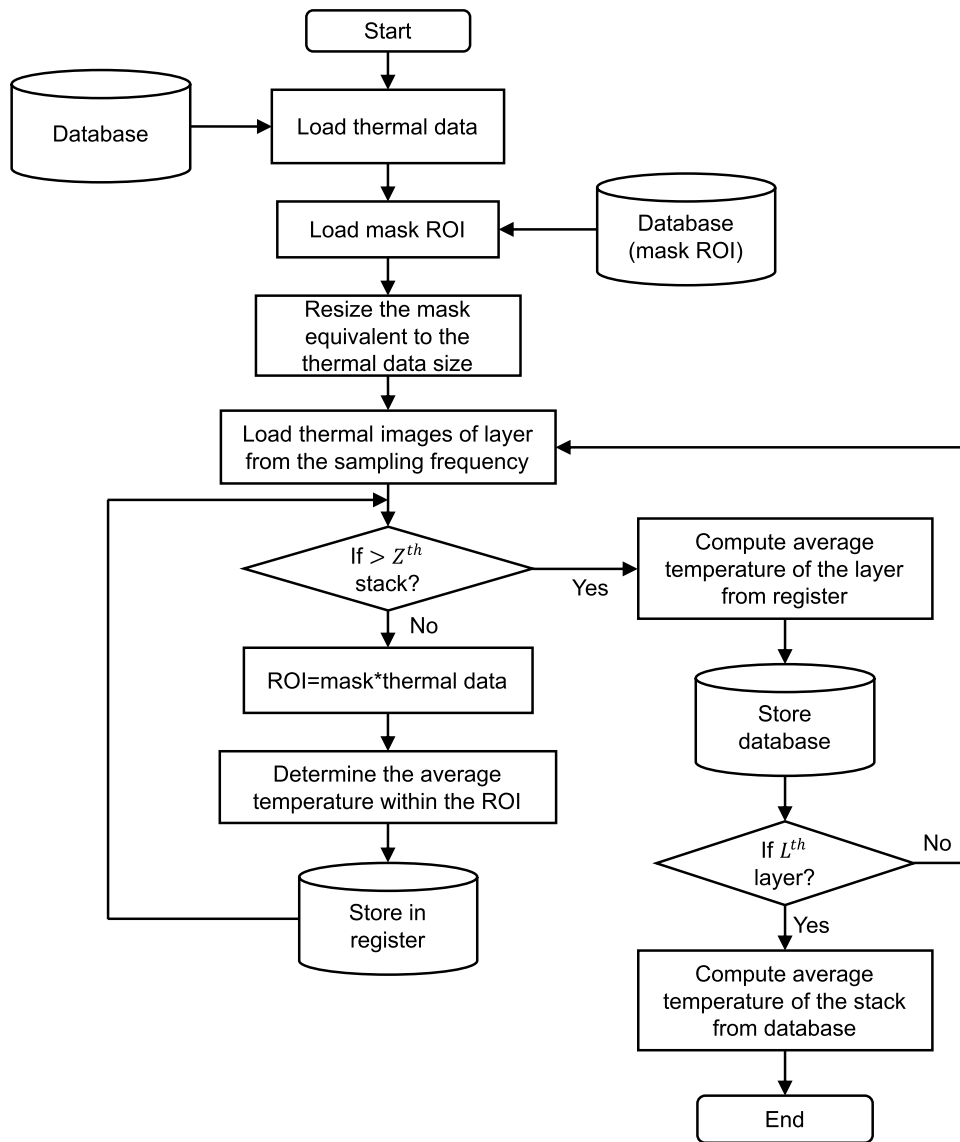 Start
Database
Load thermal data
Load mask ROI
Database
(mask ROI)
Resize the mask
equivalent to the
thermal data size
Load thermal images of layer
from the sampling frequency
If > Z^{th}
stack?
Yes
No
Compute average
temperature of the layer
from register
ROI=mask*thermal data
Store
database
Determine the average
temperature within the ROI
If L^{th}
layer?
No
Yes
Store in
register
Compute average
temperature of the stack
from database
End